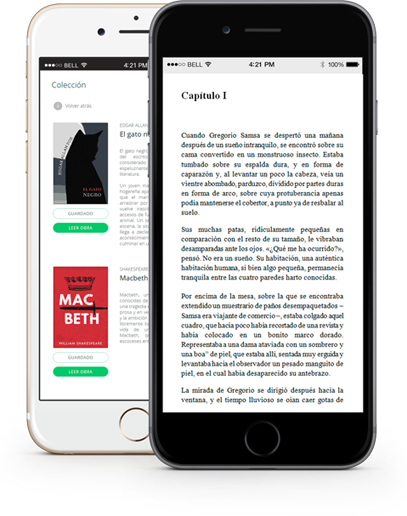 BELL
4:21 PM
Colección
Volver atrás
EDGAR ALLAN POE
EL GATO
NEGRO
EDGAR ALLAN
El gato n
GUARDADO
LEER OBRA
MAC
BETH
WILLIAM SHAKESPEARE
SHAKESPEARE
Macbeth
GUARDADO
LEER OBRA
BELL
4:21 PM
100%
Capítulo I
Cuando Gregorio Samsa se despertó una mañana
después de un sueño intranquilo, se encontró sobre su
cama convertido en un monstruoso insecto. Estaba
tumbado sobre su espalda dura, y en forma de
caparazón y, al levantar un poco la cabeza, veía un
vientre abombado, parduzco, dividido por partes duras
en forma de arco, sobre cuya protuberancia apenas
podía mantenerse el cobertor, a punto ya de resbalar al
suelo.
Sus muchas patas, ridículamente pequeñas en
comparación con el resto de su tamaño, le vibraban
desamparadas ante los ojos. «¿Qué me ha ocurrido?»,
pensó. No era un sueño. Su habitación, una auténtica
habitación humana, si bien algo pequeña, permanecía
tranquila entre las cuatro paredes harto conocidas.
Por encima de la mesa, sobre la que se encontraba
extendido un muestrario de paños desempaquetados –
Samsa era viajante de comercio–, estaba colgado aquel
cuadro, que hacía poco había recortado de una revista y
había colocado en un bonito marco dorado.
Representaba a una dama ataviada con un sombrero y
una boa" de piel, que estaba allí, sentada muy erguida y
levantaba hacia el observador un pesado manguito de
piel, en el cual había desaparecido su antebrazo.
La mirada de Gregorio se dirigió después hacia la
ventana, y el tiempo lluvioso se oían caer gotas de